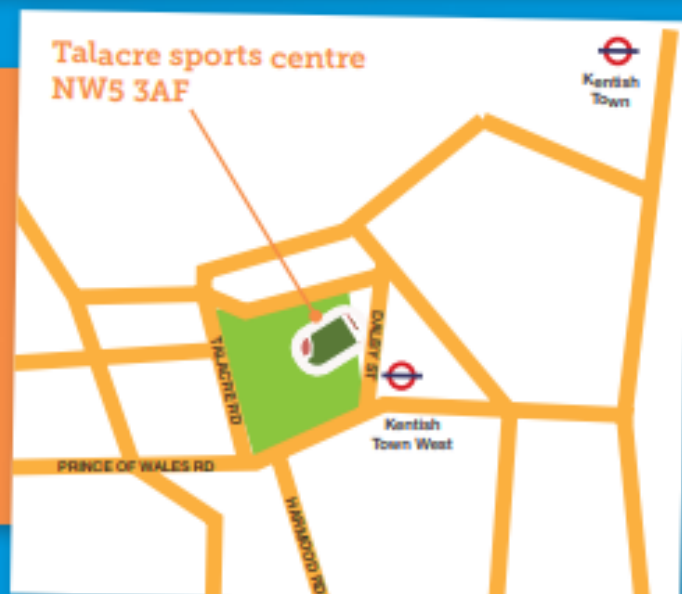 Talacre sports centre
NW5 3AF
Kentish
Town
DALBY ST
TALACRE RD
Kentish
Town West
PRINCE OF WALES RD
HARMOOD RD